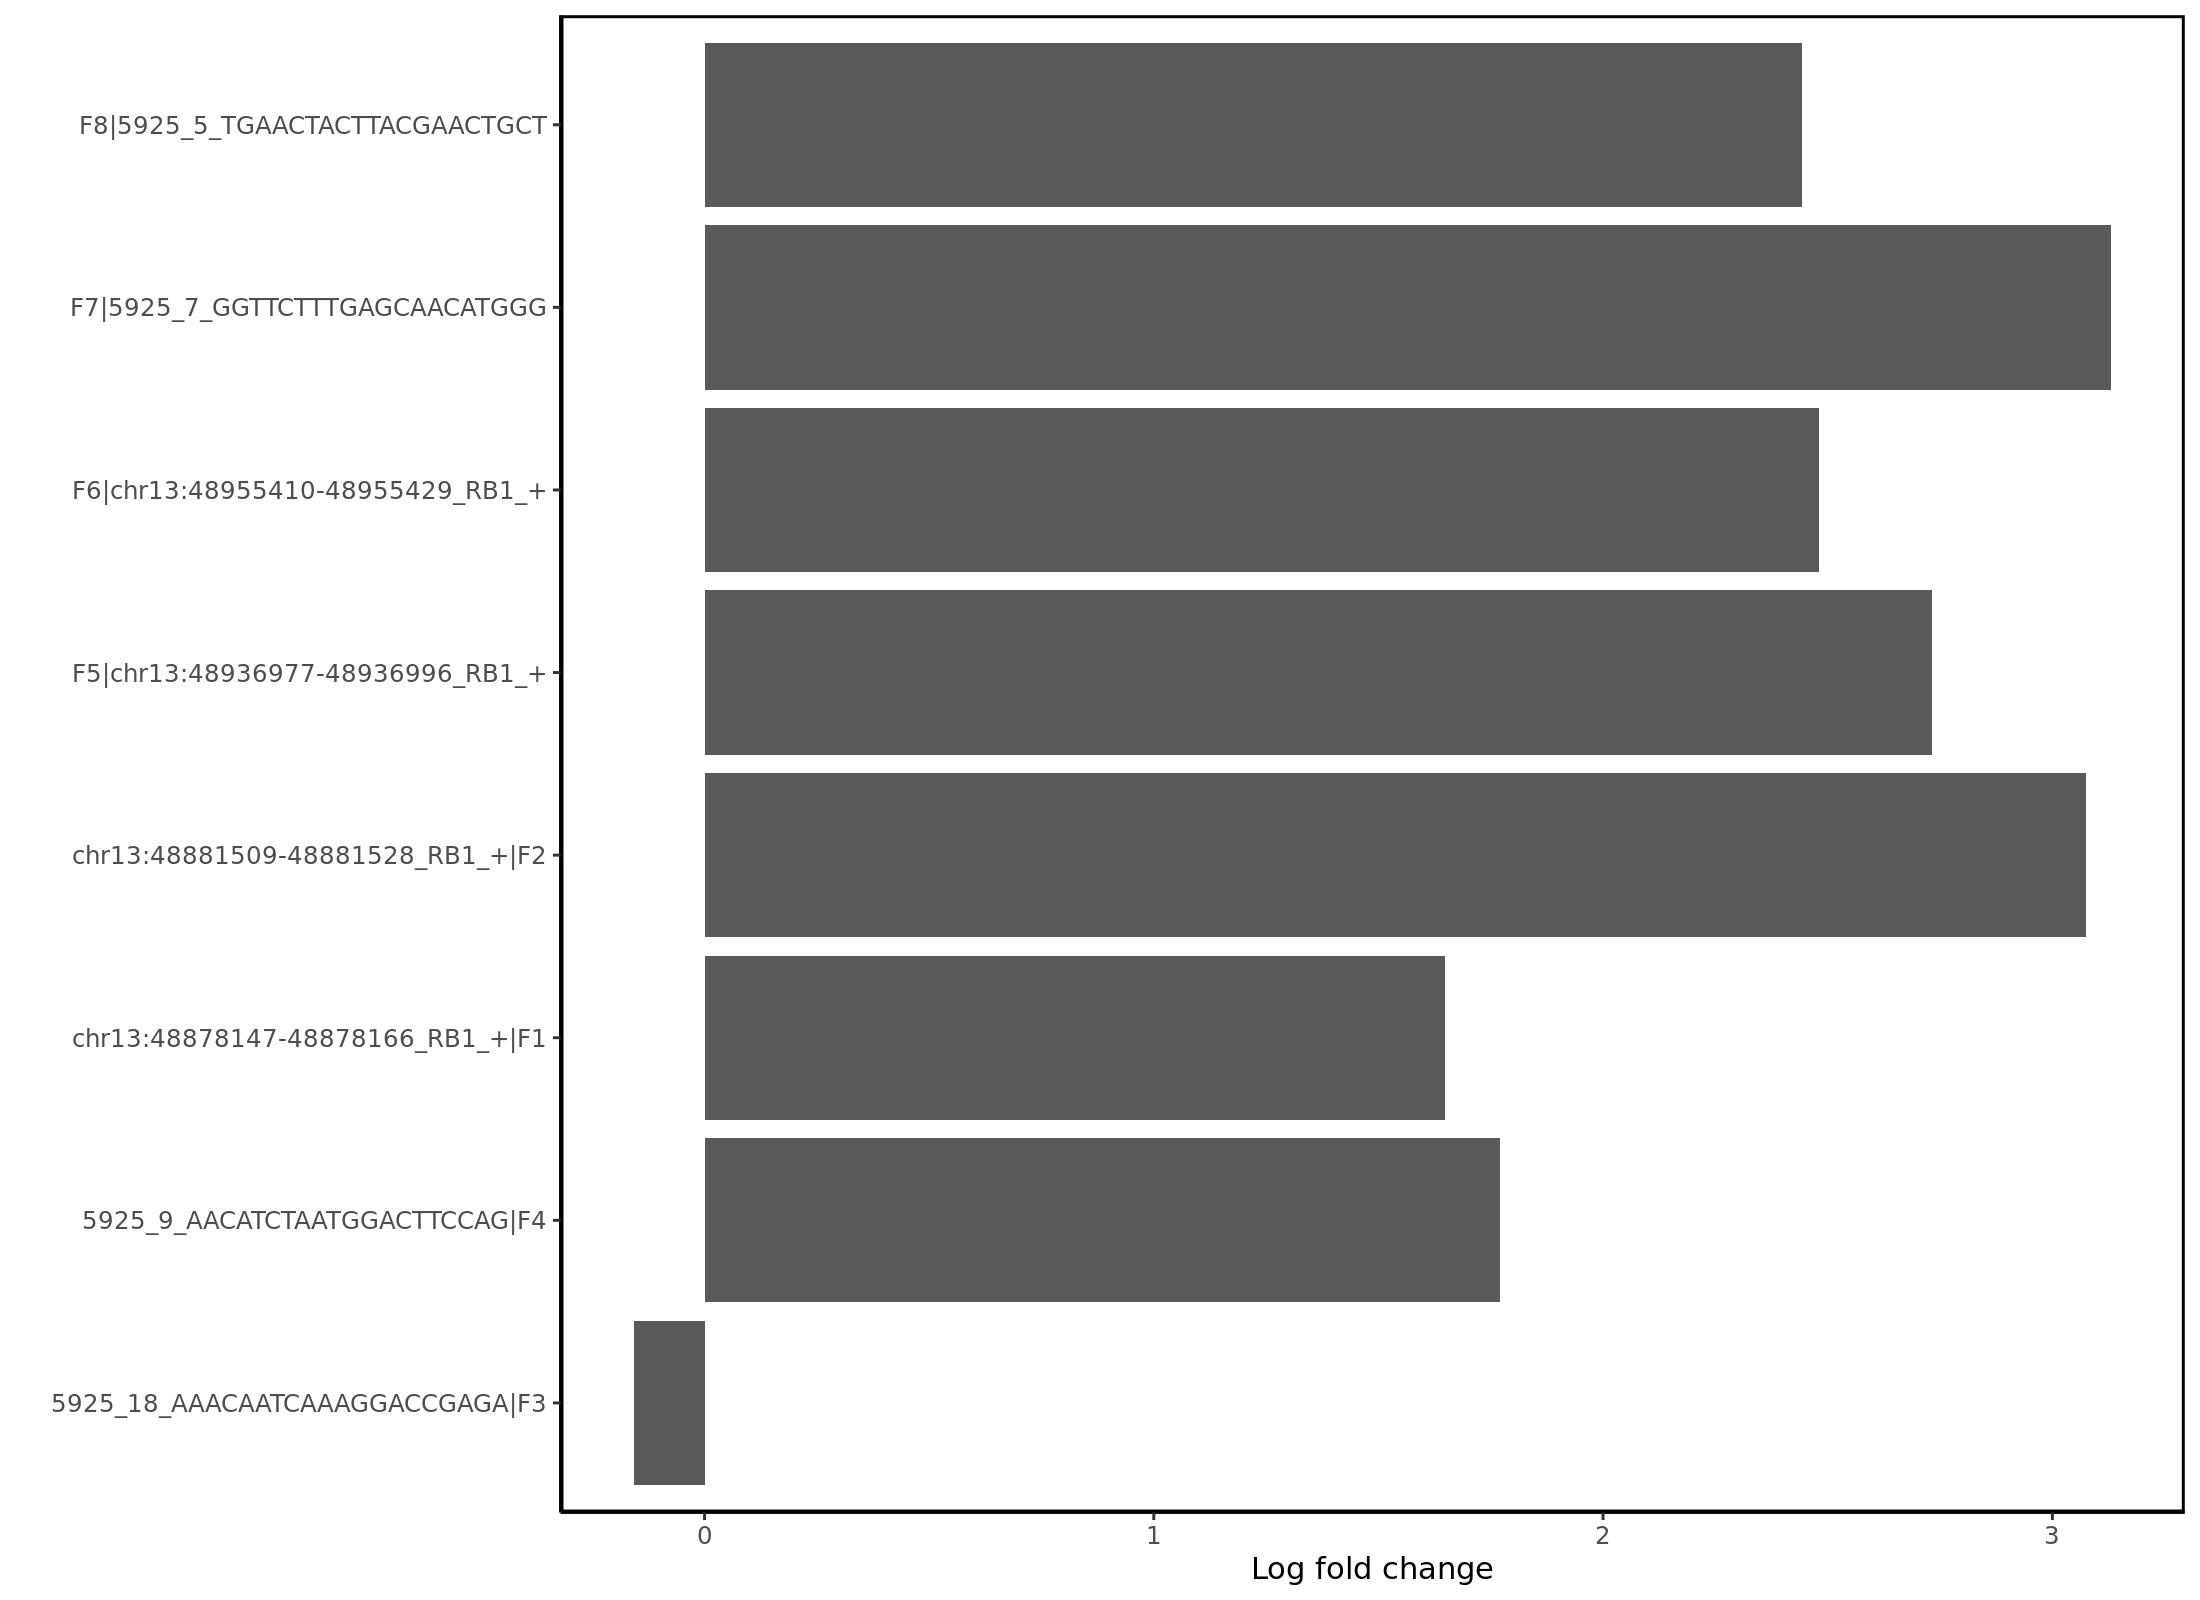 F8|5925_5_TGAACTACTTACGAACTGCT
F7|5925_7_GGTTCTTTGAGCAACATGGG
F6|chr13:48955410-48955429_RB1_+
F5|chr13:48936977-48936996_RB1_+
chr13:48881509-48881528_RB1_+|F2
chr13:48878147-48878166_RB1_+|F1
5925_9_AACATCTAATGGACTTCCAG|F4
5925_18_AAACAATCAAAGGACCGAGA|F3
0 1 2 3
Log fold change